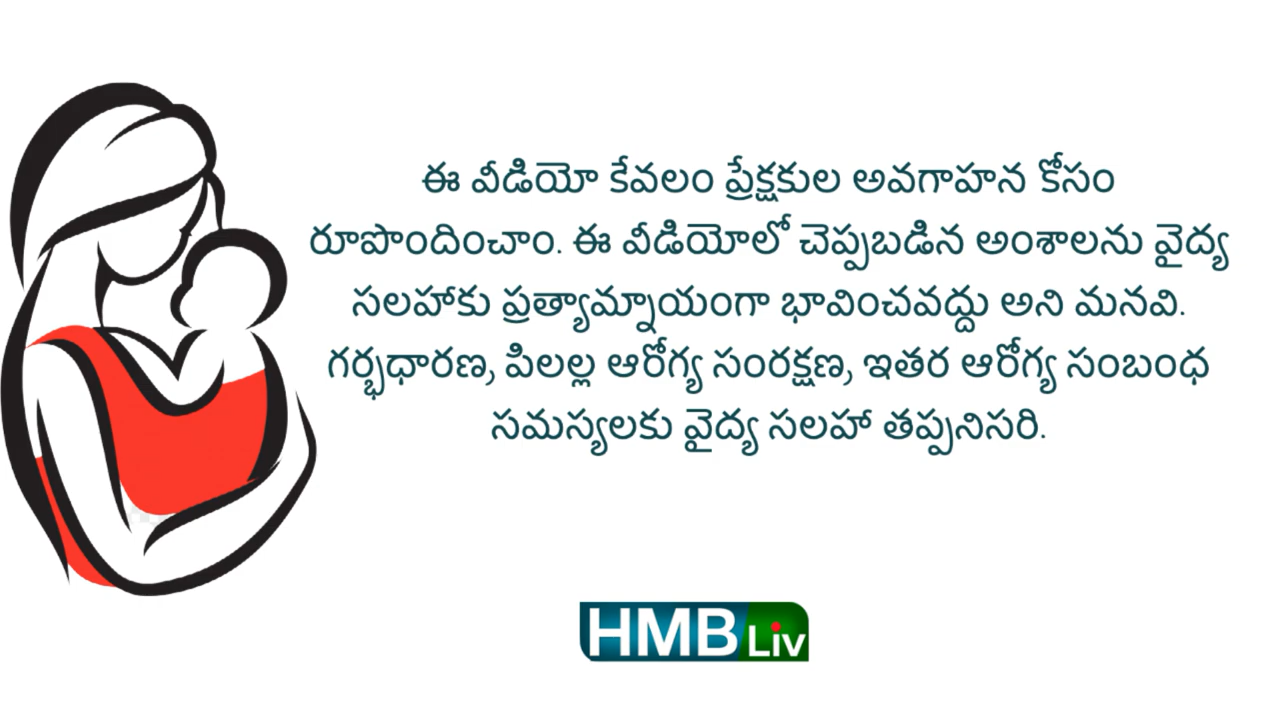 ఈ వీడియో కేవలం ప్రేక్షకుల అవగాహన కోసం
రూపొందించాం. ఈ వీడియోలో చెప్పబడిన అంశాలను వైద్య
సలహాకు ప్రత్యామ్నాయంగా భావించవద్దు అని మనవి.
గర్భధారణ, పిలల్ల ఆరోగ్య సంరక్షణ, ఇతర ఆరోగ్య సంబంధ
సమస్యలకు వైద్య సలహా తప్పనిసరి.
HMB Liv